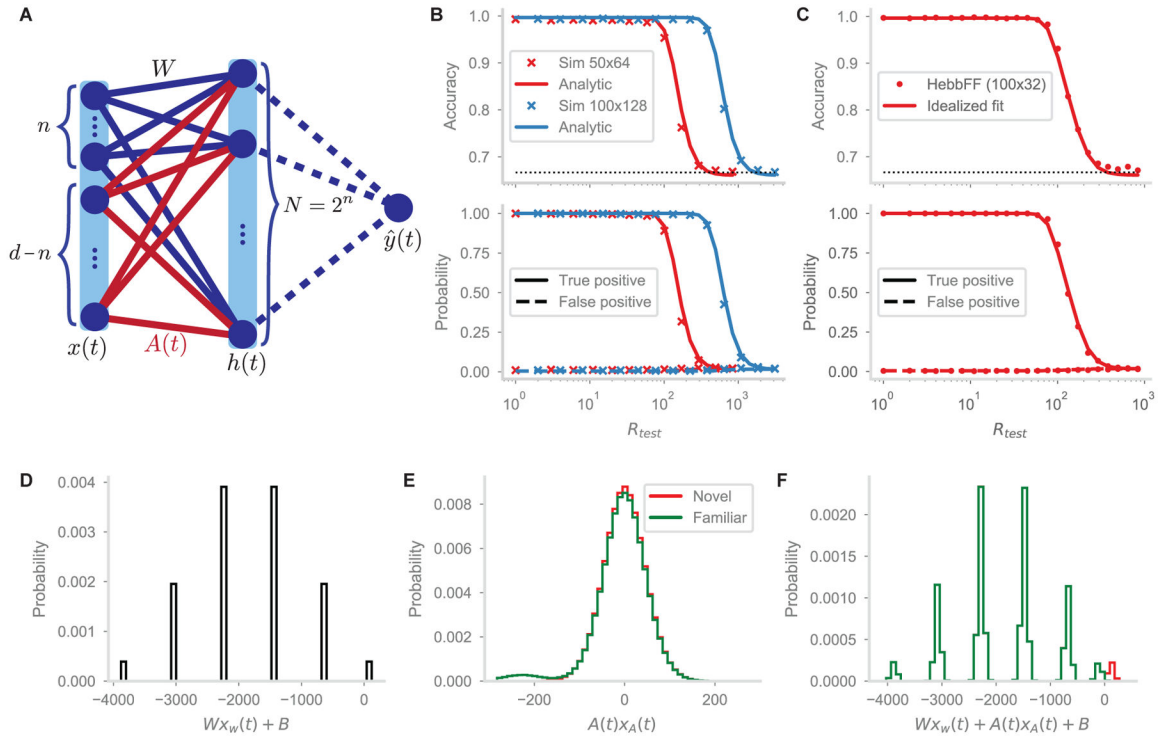 A
W
n
d−n
N = 2^n
ŷ(t)
x(t)
A(t)
h(t)
B
Accuracy
1.0
0.9
0.8
0.7
Sim 50x64
Analytic
Sim 100x128
Analytic
Probability
1.00
0.75
0.50
0.25
0.00
True positive
False positive
10^0
10^1
10^2
10^3
R_test
C
Accuracy
1.0
0.9
0.8
0.7
HebbFF (100x32)
Idealized fit
Probability
1.00
0.75
0.50
0.25
0.00
True positive
False positive
10^0
10^1
10^2
10^3
R_test
D
Probability
0.004
0.003
0.002
0.001
0.000
−4000 −3000 −2000 −1000 0
Wx_w(t) + B
E
Probability
0.008
0.006
0.004
0.002
0.000
Novel
Familiar
−200 0 200
A(t)x_A(t)
F
Probability
0.0020
0.0015
0.0010
0.0005
0.0000
−4000 −3000 −2000 −1000 0
Wx_w(t) + A(t)x_A(t) + B